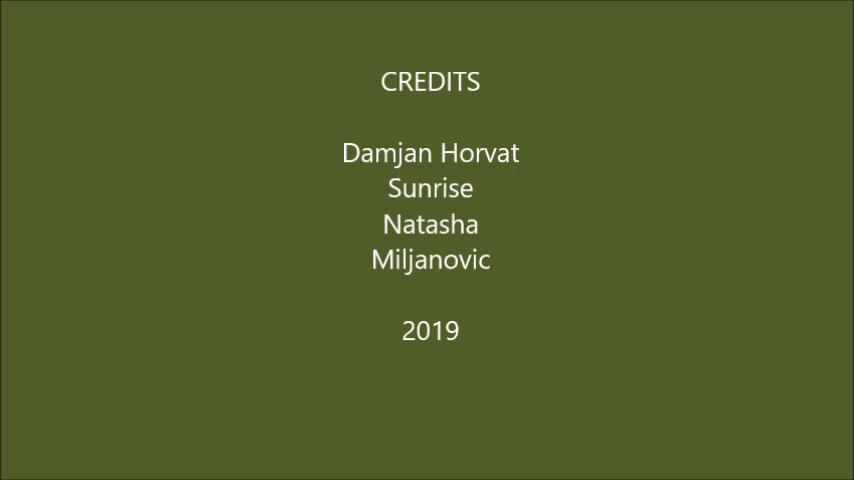 CREDITS
Damjan Horvat
Sunrise
Natasha
Miljanovic
2019